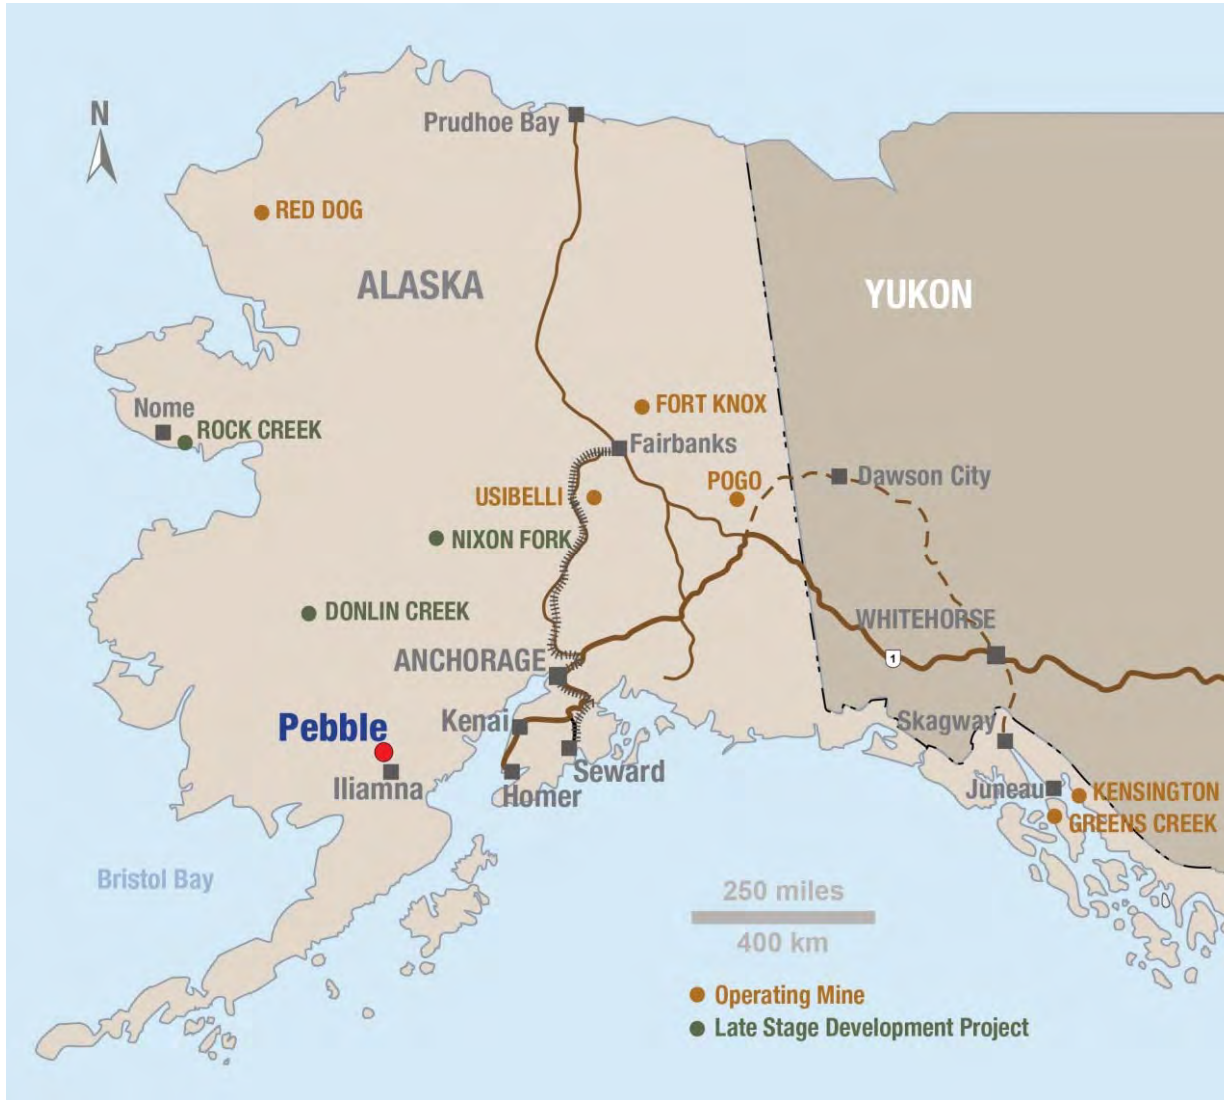 N
Prudhoe Bay
RED DOG
ALASKA
YUKON
Nome
ROCK CREEK
FORT KNOX
Fairbanks
USIBELLI
POGO
Dawson City
NIXON FORK
DONLIN CREEK
WHITEHORSE
1
ANCHORAGE
Pebble
Kenai
Skagway
Iliamna
Homer
Seward
Juneau
KENSINGTON
GREENS CREEK
Bristol Bay
250 miles
400 km
Operating Mine
Late Stage Development Project